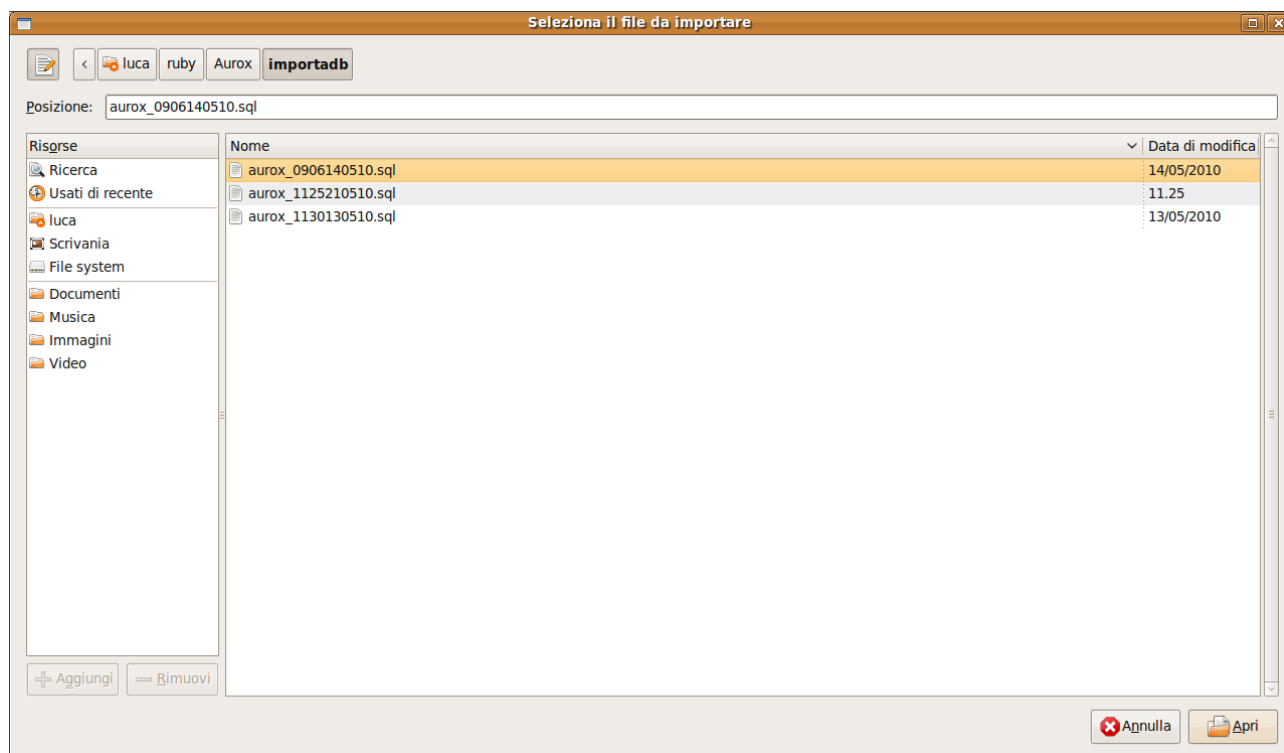 Seleziona il file da importare
< luca ruby Aurox importadb
Posizione: aurox_0906140510.sql
Risorse
Ricerca
Usati di recente
luca
Scrivania
File system
Documenti
Musica
Immagini
Video
Nome Data di modifica
aurox_0906140510.sql 14/05/2010
aurox_1125210510.sql 11.25
aurox_1130130510.sql 13/05/2010
Aggiungi Rimuovi
Annulla Apri